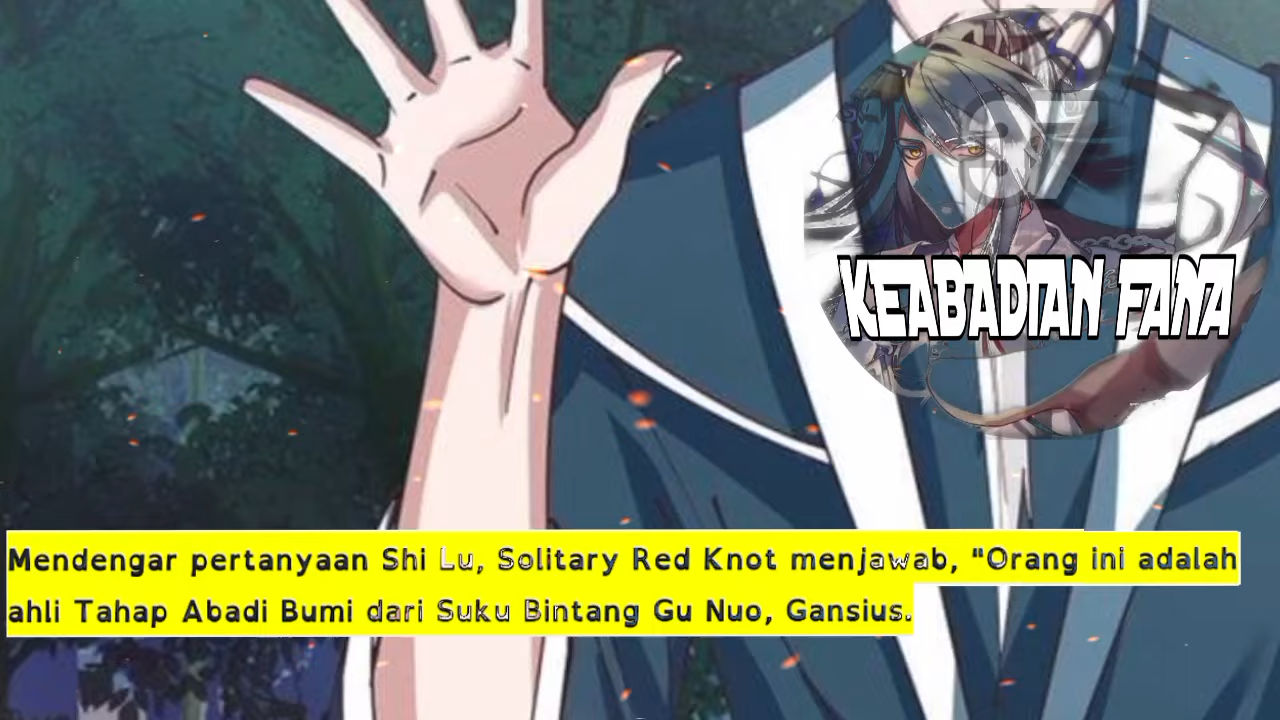 97
KEABADIAN FANA
Mendengar pertanyaan Shi Lu, Solitary Red Knot menjawab, "Orang ini adalah
ahli Tahap Abadi Bumi dari Suku Bintang Gu Nuo, Gansius.